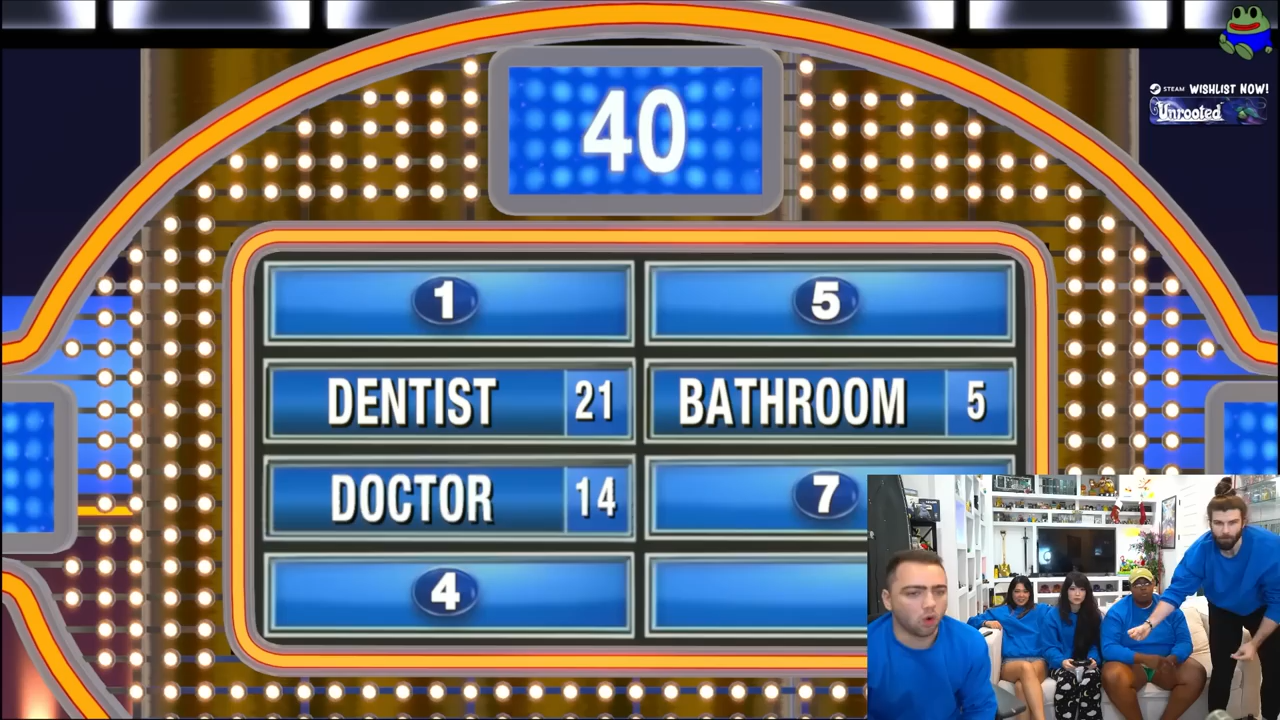 40
1
5
DENTIST 21
BATHROOM 5
DOCTOR 14
7
4
STEAM WISHLIST NOW!
Unrooted